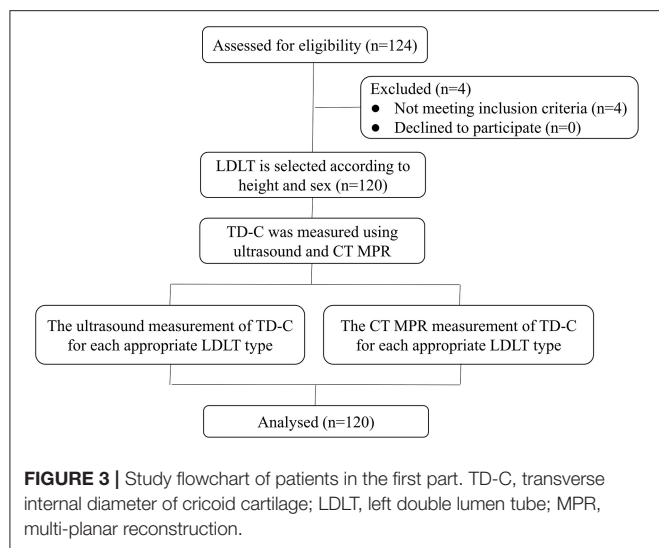 Assessed for eligibility (n=124)
Excluded (n=4)
● Not meeting inclusion criteria (n=4)
● Declined to participate (n=0)
LDLT is selected according to
height and sex (n=120)
TD-C was measured using
ultrasound and CT MPR
The ultrasound measurement of TD-C
for each appropriate LDLT type
The CT MPR measurement of TD-C
for each appropriate LDLT type
Analysed (n=120)
FIGURE 3 | Study flowchart of patients in the first part. TD-C, transverse
internal diameter of cricoid cartilage; LDLT, left double lumen tube; MPR,
multi-planar reconstruction.